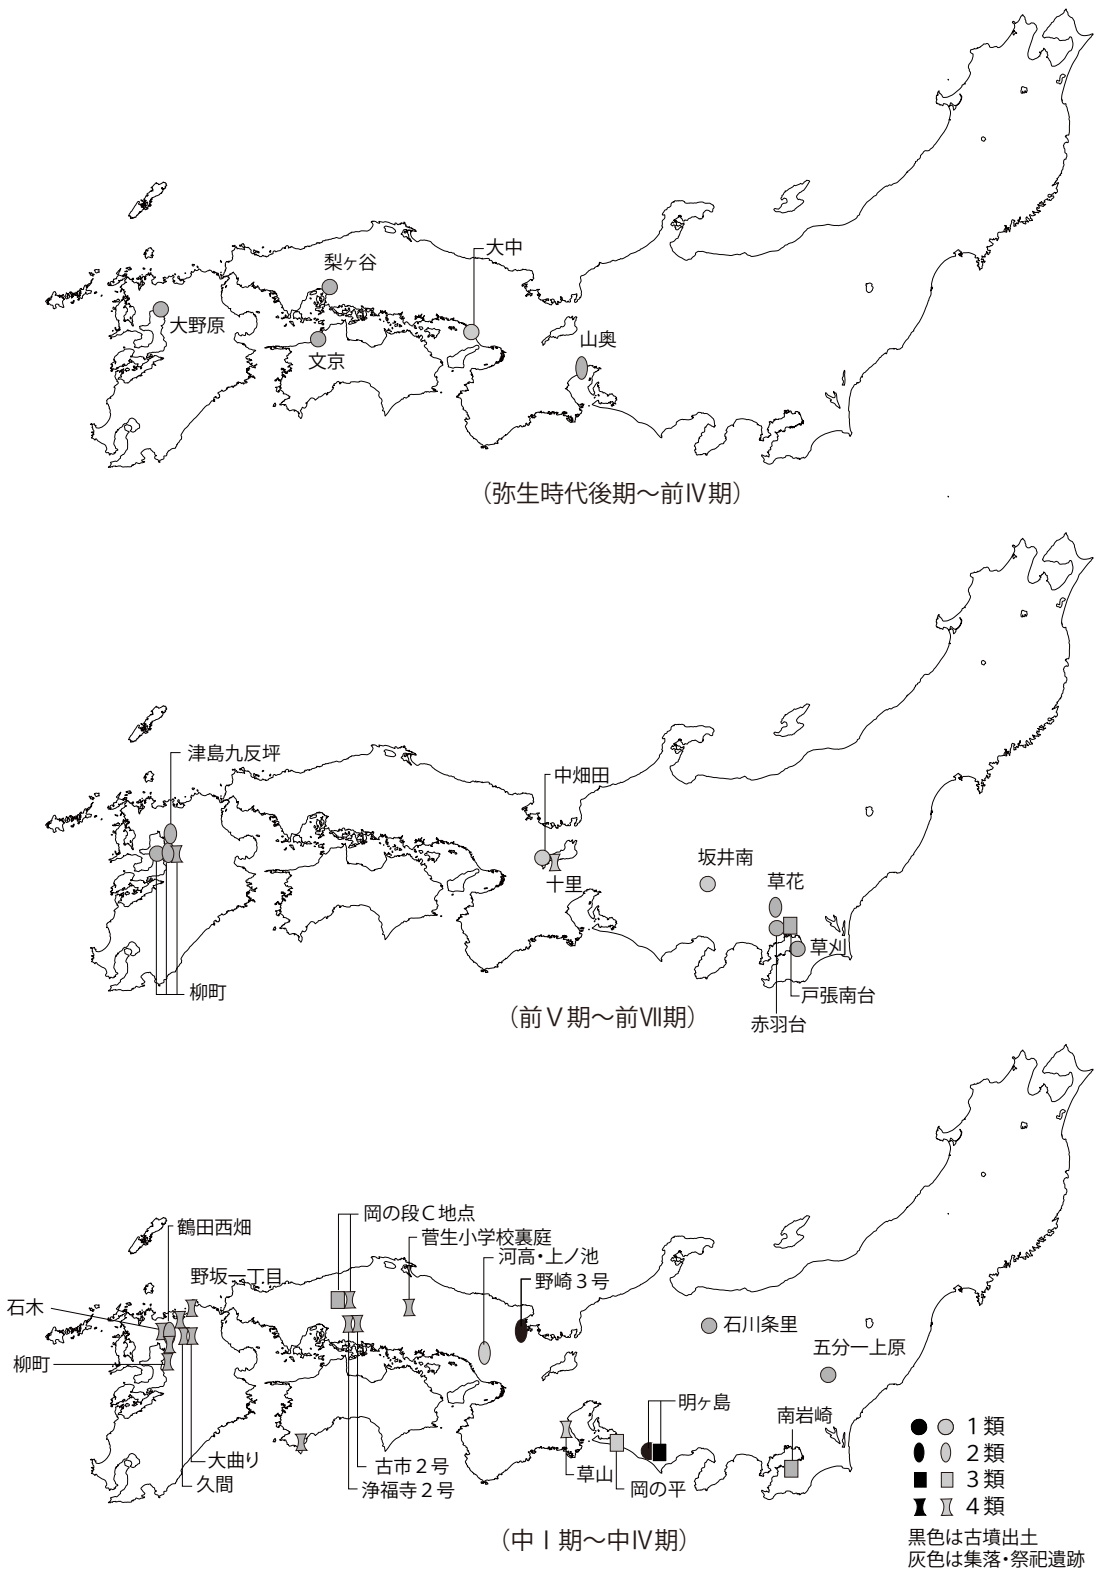 大中
梨ヶ谷
大野原
文京
山奥
（弥生時代後期～前Ⅳ期）
津島九反坪
中畑田
十里
坂井南
草花
草刈
戸張南台
赤羽台
柳町
（前Ⅴ期～前Ⅶ期）
岡の段Ｃ地点
鶴田西畑
菅生小学校裏庭
河高・上ノ池
野坂一丁目
野崎３号
石木
石川条里
五分一上原
柳町
明ヶ島
南岩崎
大曲り
久間
古市２号
浄福寺２号
草山
岡の平
１類
２類
３類
４類
黒色は古墳出土
灰色は集落・祭祀遺跡
（中Ⅰ期～中Ⅳ期）